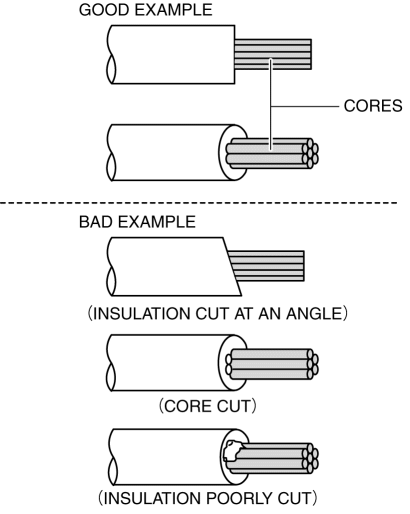 GOOD EXAMPLE
CORES
BAD EXAMPLE
(INSULATION CUT AT AN ANGLE)
(CORE CUT)
(INSULATION POORLY CUT)